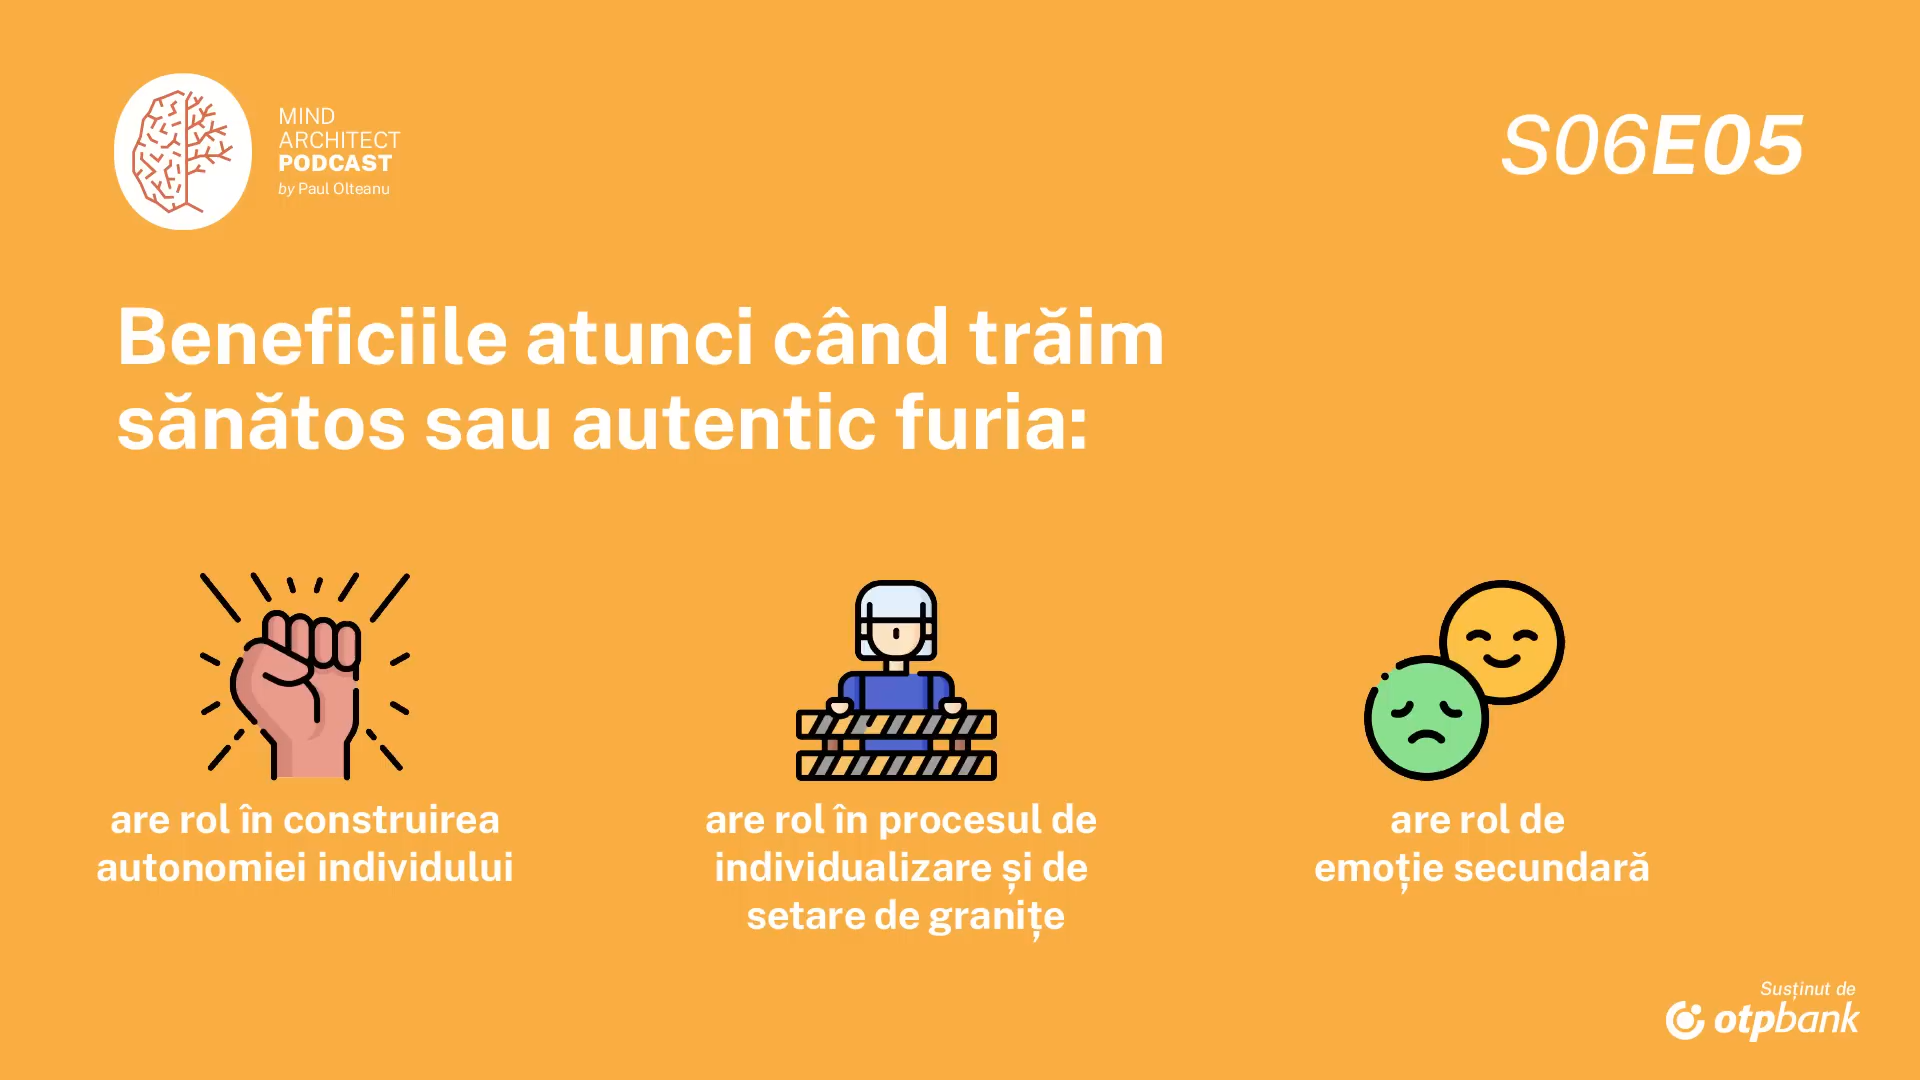 MIND
ARCHITECT
PODCAST
by Paul Olteanu
S06E05
Beneficiile atunci când trăim
sănătos sau autentic furia:
are rol în construirea
autonomiei individului
are rol în procesul de
individualizare și de
setare de granițe
are rol de
emoție secundară
Susținut de
otpbank